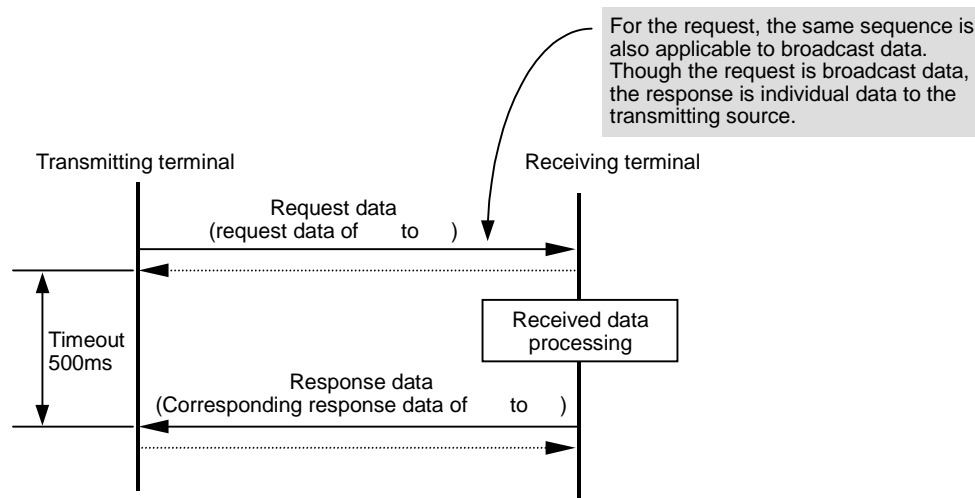 For the request, the same sequence is
also applicable to broadcast data.
Though the request is broadcast data,
the response is individual data to the
transmitting source.
Transmitting terminal
Receiving terminal
Request data
(request data of to )
Received data
processing
Timeout
500ms
Response data
(Corresponding response data of to )